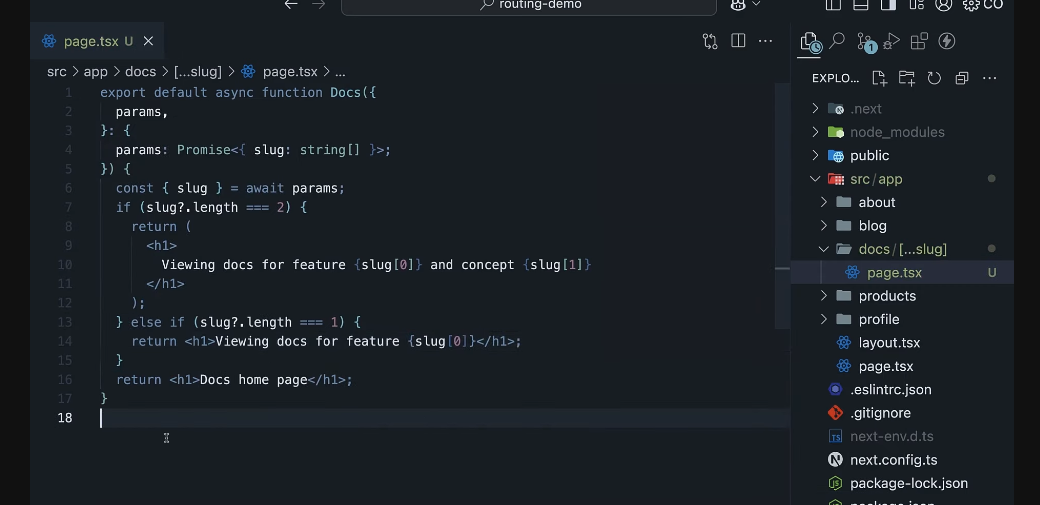 routing-demo
CO
page.tsx U
1
src > app > docs > [...slug] > page.tsx > ...
EXPLO...
1 export default async function Docs({
2 params,
3 }: {
4 params: Promise<{ slug: string[] }>;
5 }) {
6 const { slug } = await params;
7 if (slug?.length === 2) {
8 return (
9 <h1>
10 Viewing docs for feature {slug[0]} and concept {slug[1]}
11 </h1>
12 );
13 } else if (slug?.length === 1) {
14 return <h1>Viewing docs for feature {slug[0]}</h1>;
15 }
16 return <h1>Docs home page</h1>;
17 }
18
.next
node_modules
public
src/app
about
blog
docs/[...slug]
page.tsx U
products
profile
layout.tsx
page.tsx
.eslintrc.json
.gitignore
TS next-env.d.ts
next.config.ts
package-lock.json
package.json